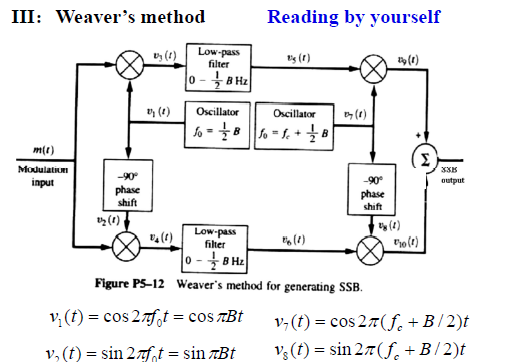 III: Weaver's method Reading by yourself
v₃(t)
Low-pass
filter
0 – 1/2 B Hz
v₅(t)
v₉(t)
v₁(t)
Oscillator
f₀ = 1/2 B
Oscillator
f₀ = f_c + 1/2 B
v₇(t)
+
m(t)
Modulation
input
–90°
phase
shift
–90°
phase
shift
Σ
SSB
output
v₂(t)
v₈(t)
v₄(t)
Low-pass
filter
0 – 1/2 B Hz
v₆(t)
v₁₀(t)
Figure P5–12 Weaver's method for generating SSB.
v₁(t) = cos 2πf₀t = cos πBt v₇(t) = cos 2π(f_c + B/2)t
v₂(t) = sin 2πf₀t = sin πBt v₈(t) = sin 2π(f_c + B/2)t